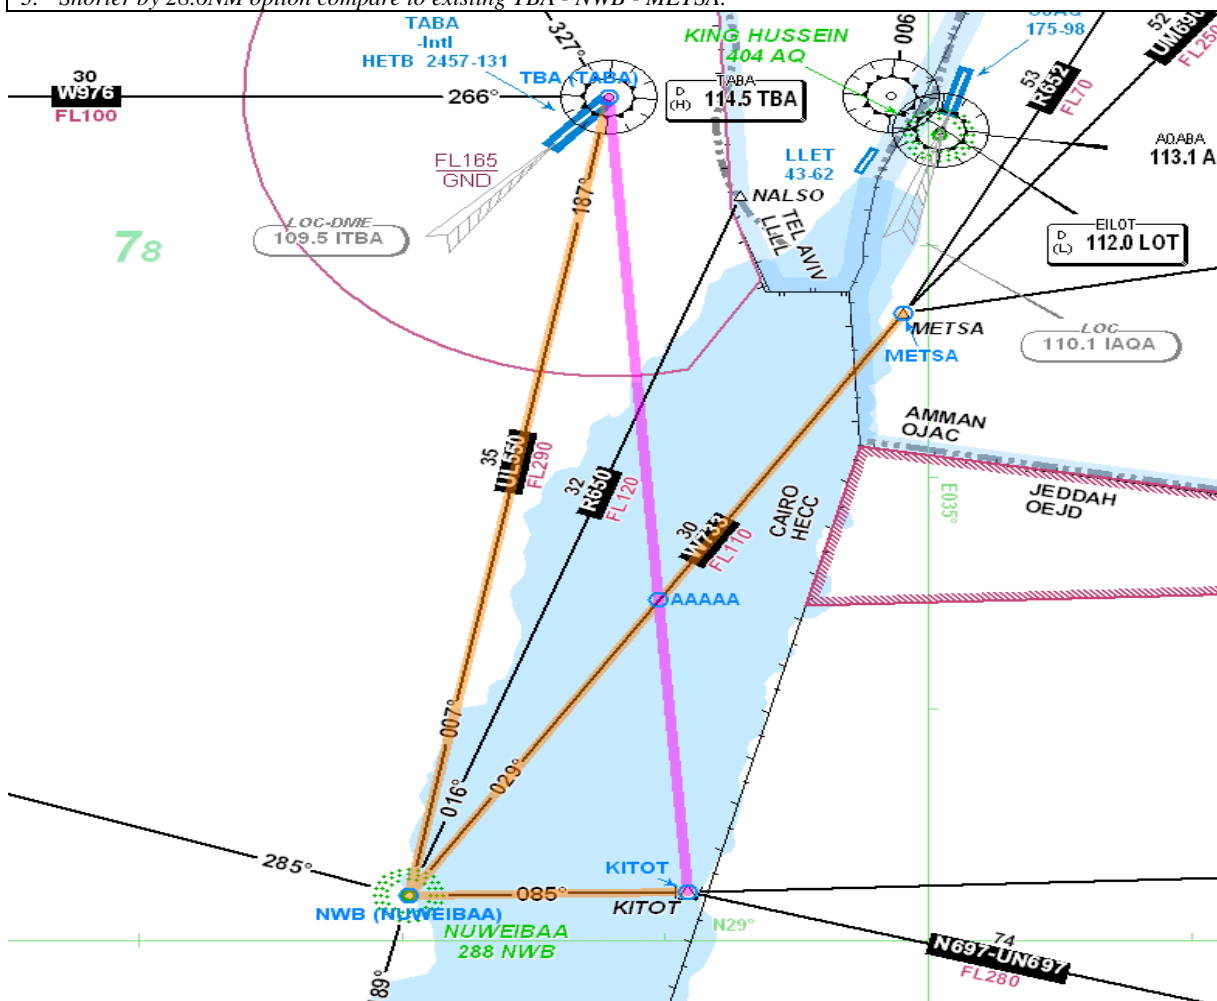 3. Shorter by 28.6NM option compare to existing TBA - NWB - METSA.
TABA
-Intl
HETB 2457-131
327°
KING HUSSEIN
404 AQ
006
175-98
52
UM690
FL250
30
W976
FL100
266°
TBA (TABA)
TABA
D
(H)
114.5 TBA
53
R652
FL70
AQABA
113.1 A
LLET
43-62
FL165
GND
187°
NALSO
TEL AVIV
LLLL
LOC-DME
109.5 ITBA
EILOT
D
(L)
112.0 LOT
78
METSA
METSA
LOC
110.1 IAQA
AMMAN
OJAC
35
UL550
FL290
32
R650
FL120
30
W733
FL110
CAIRO
HECC
E035°
JEDDAH
OEJD
AAAAA
007°
016°
029°
285°
KITOT
085°
KITOT
NWB (NUWEIBAA)
NUWEIBAA
288 NWB
N29°
74
N697-UN697
FL280
89°